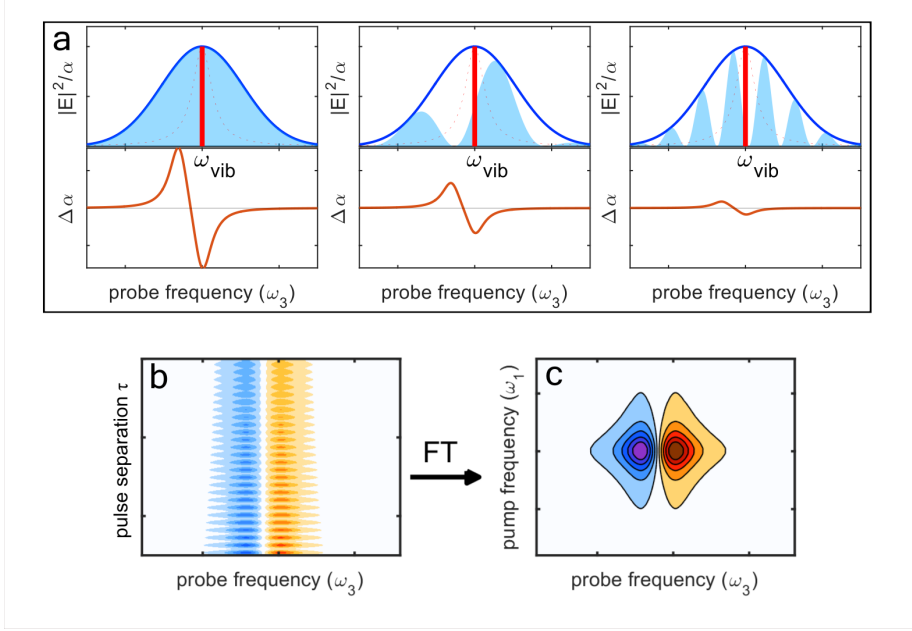 a
|E|²/α
|E|²/α
|E|²/α
ω_vib
ω_vib
ω_vib
Δα
Δα
Δα
probe frequency (ω₃)
probe frequency (ω₃)
probe frequency (ω₃)
b
pulse separation τ
probe frequency (ω₃)
FT
c
pump frequency (ω₁)
probe frequency (ω₃)